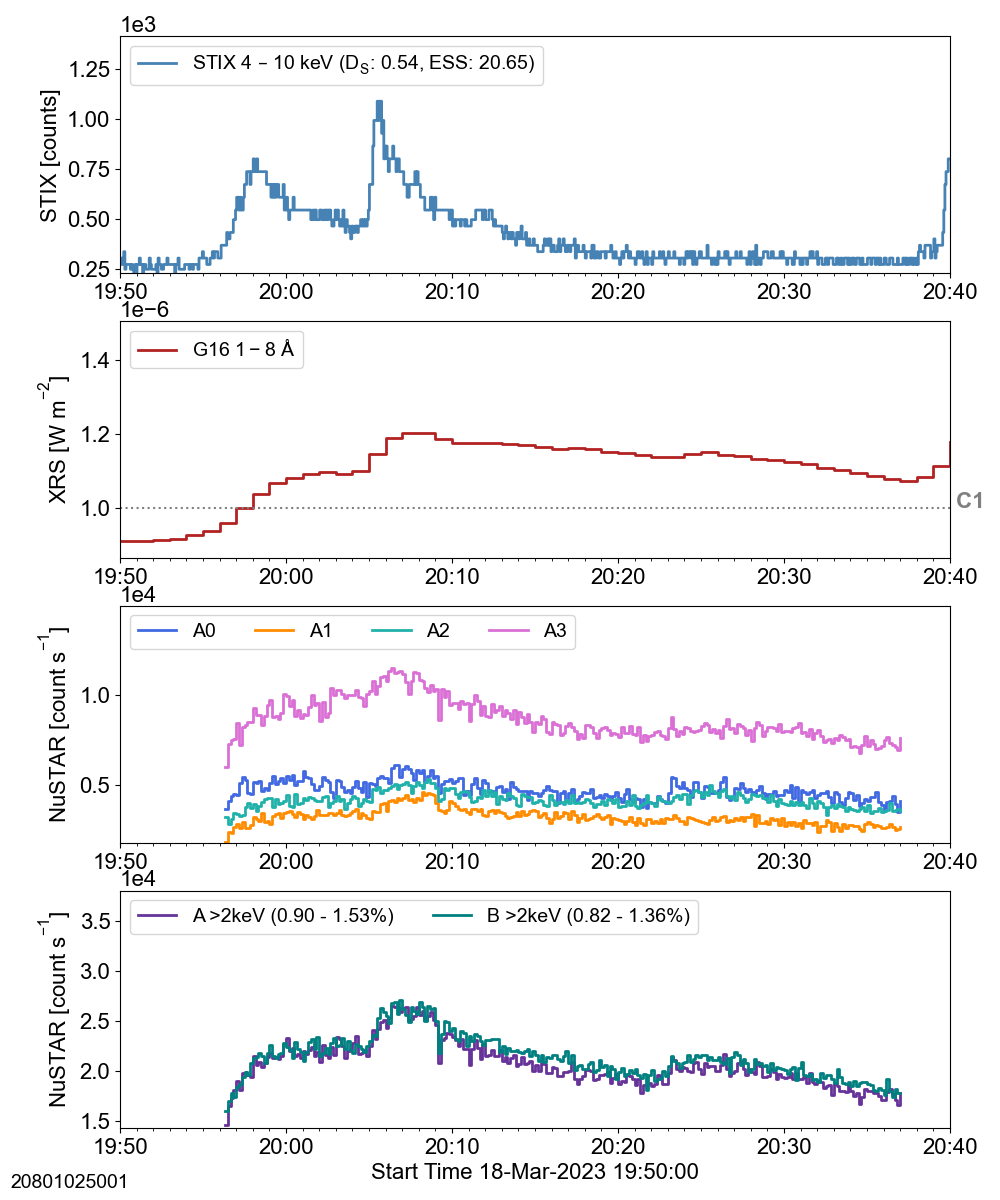 1e3
STIX 4 – 10 keV (D_S: 0.54, ESS: 20.65)
STIX [counts]
1.25
1.00
0.75
0.50
0.25
19:50 20:00 20:10 20:20 20:30 20:40
1e−6
G16 1 − 8 Å
XRS [W m⁻²]
1.4
1.2
1.0
C1
19:50 20:00 20:10 20:20 20:30 20:40
1e4
A0 A1 A2 A3
NuSTAR [count s⁻¹]
1.0
0.5
19:50 20:00 20:10 20:20 20:30 20:40
1e4
A >2keV (0.90 - 1.53%) B >2keV (0.82 - 1.36%)
NuSTAR [count s⁻¹]
3.5
3.0
2.5
2.0
1.5
19:50 20:00 20:10 20:20 20:30 20:40
Start Time 18-Mar-2023 19:50:00
20801025001